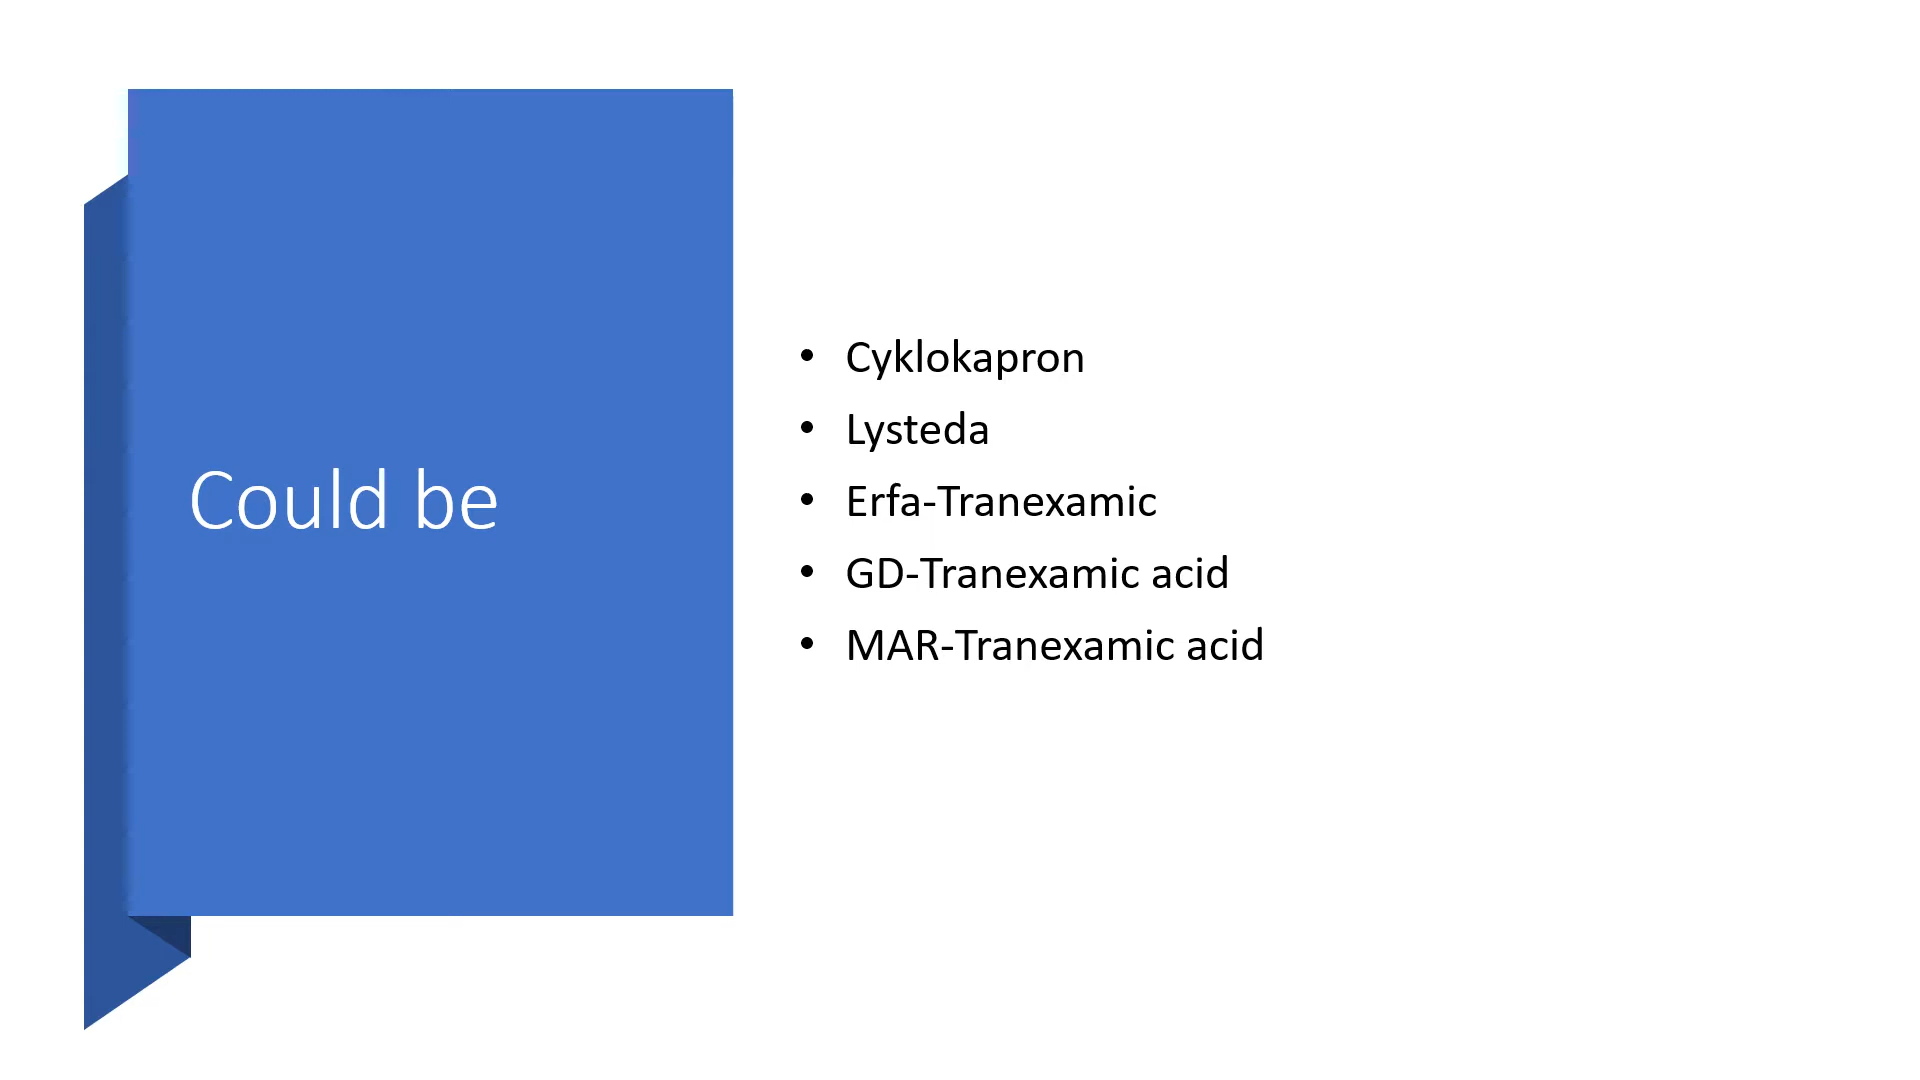 Could be
• Cyklokapron
• Lysteda
• Erfa-Tranexamic
• GD-Tranexamic acid
• MAR-Tranexamic acid